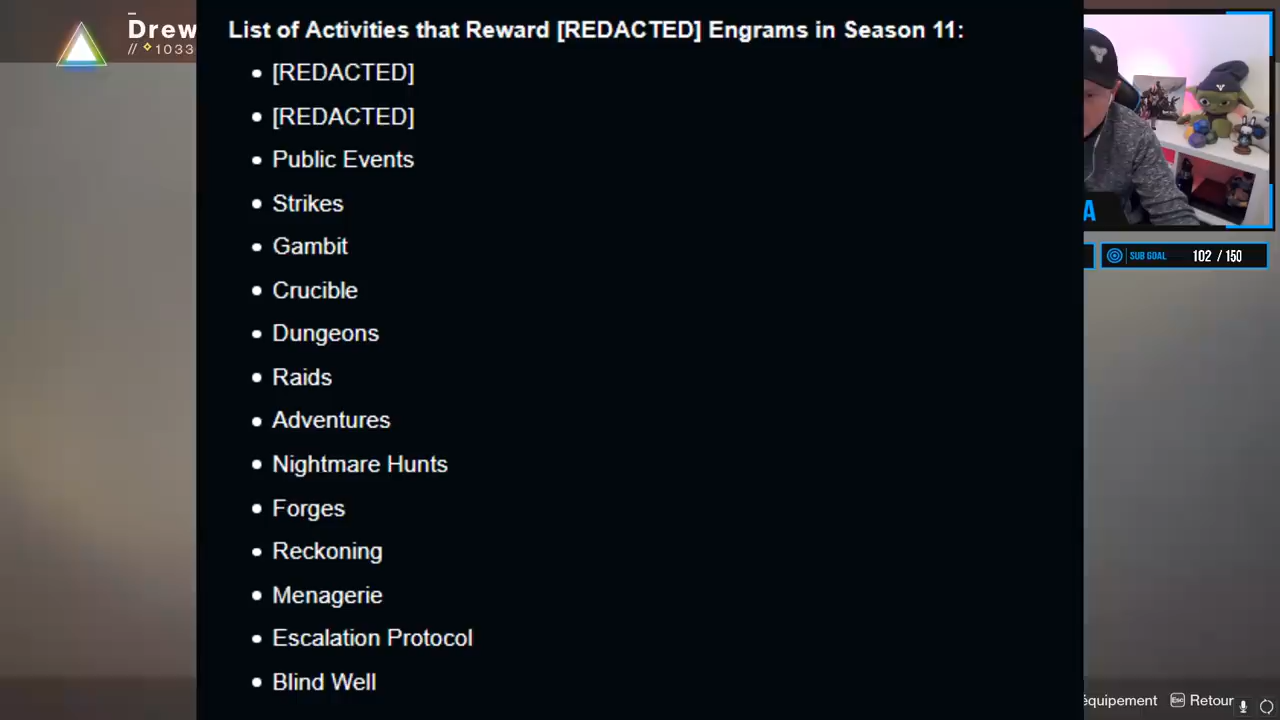 Drew
// 1033
List of Activities that Reward [REDACTED] Engrams in Season 11:
• [REDACTED]
• [REDACTED]
• Public Events
• Strikes
• Gambit
• Crucible
• Dungeons
• Raids
• Adventures
• Nightmare Hunts
• Forges
• Reckoning
• Menagerie
• Escalation Protocol
• Blind Well
A
SUB GOAL 102 / 150
équipement Esc Retour